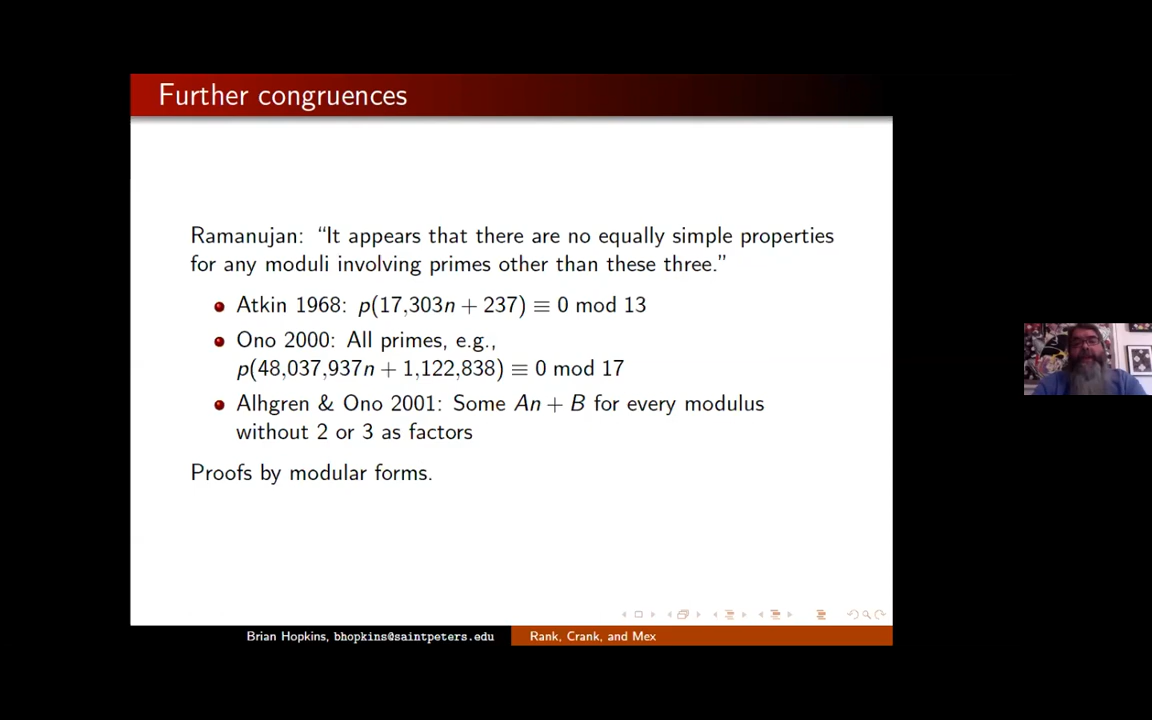 Further congruences
Ramanujan: “It appears that there are no equally simple properties
for any moduli involving primes other than these three.”
Atkin 1968: p(17,303n + 237) ≡ 0 mod 13
Ono 2000: All primes, e.g.,
p(48,037,937n + 1,122,838) ≡ 0 mod 17
Alhgren & Ono 2001: Some An + B for every modulus
without 2 or 3 as factors
Proofs by modular forms.
Brian Hopkins, bhopkins@saintpeters.edu
Rank, Crank, and Mex